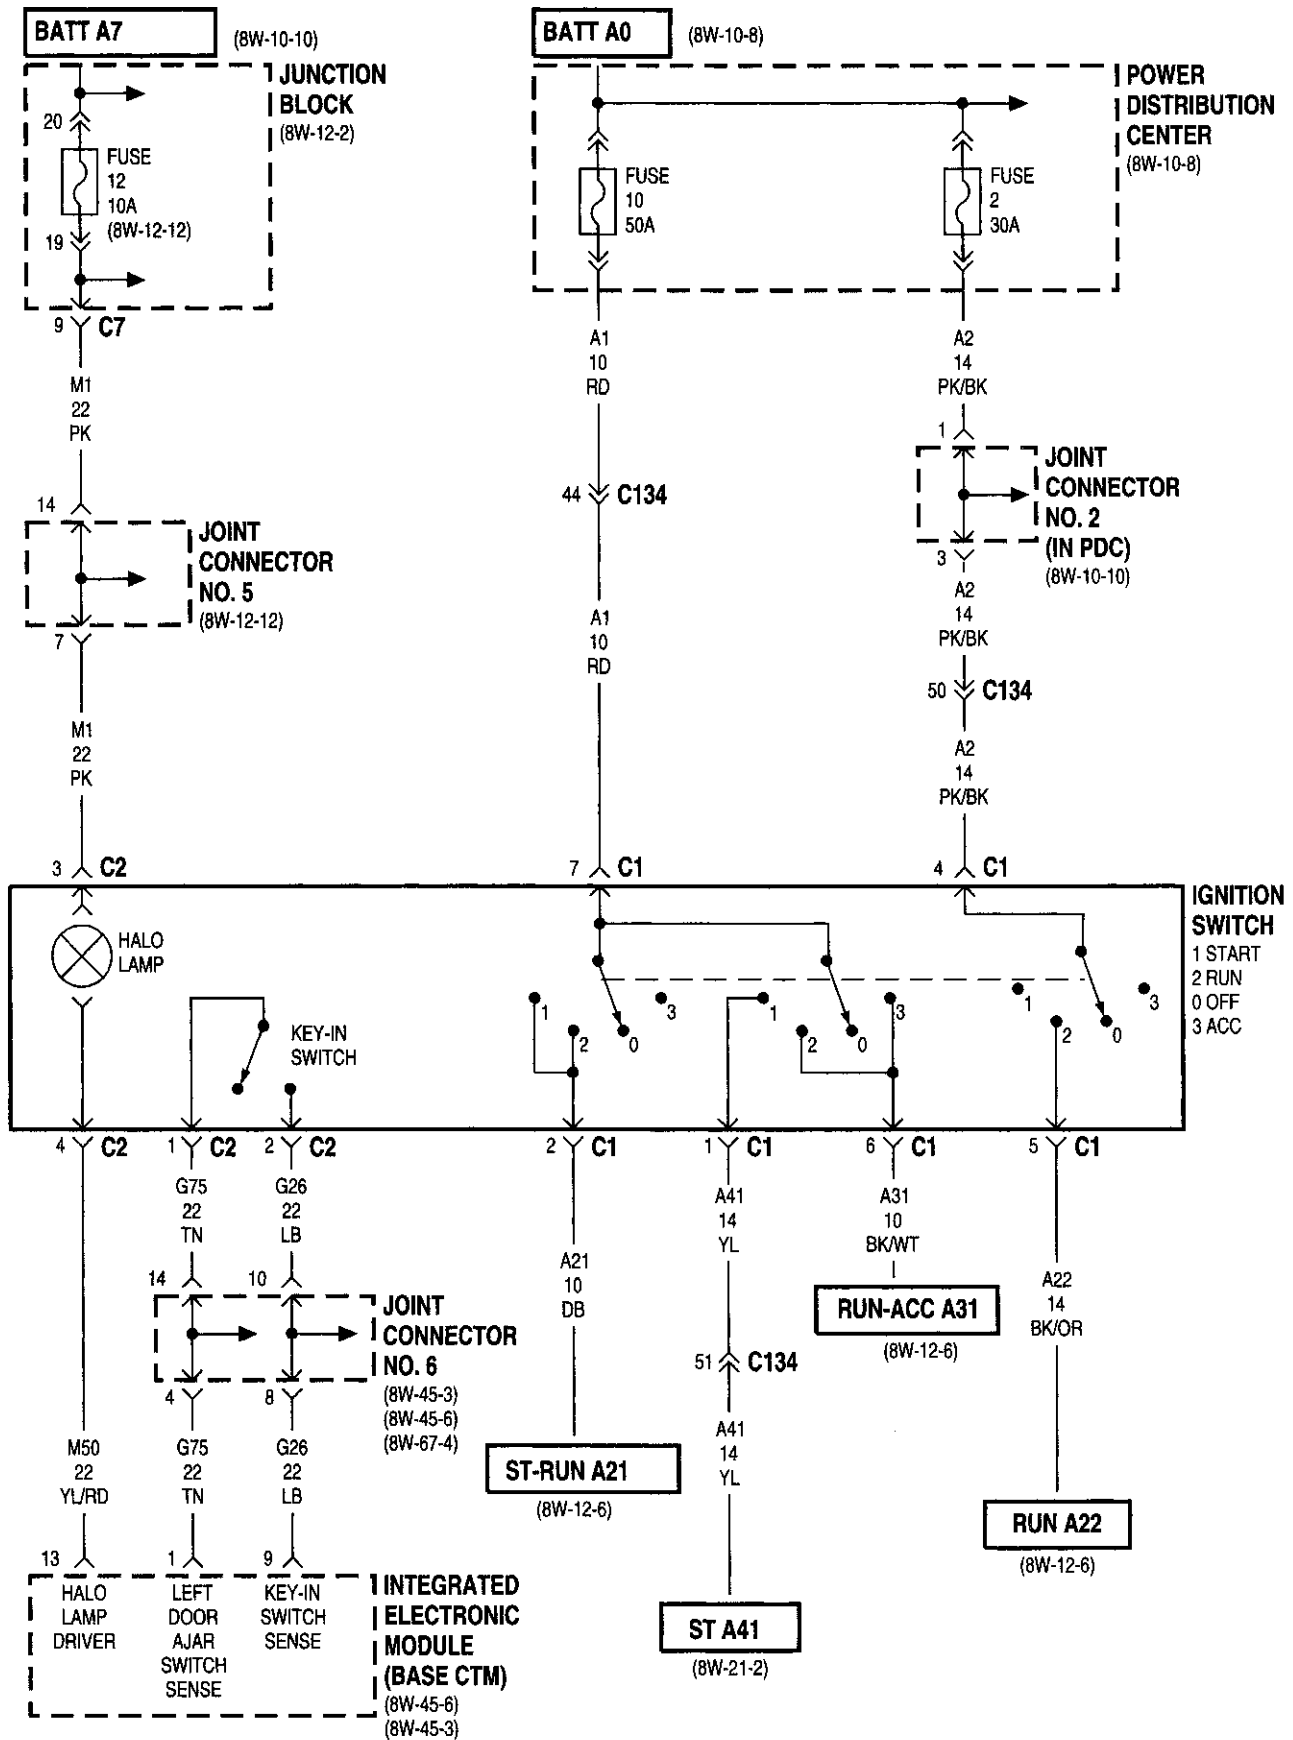 BATT A7
(8W-10-10)
BATT A0
(8W-10-8)
JUNCTION
BLOCK
(8W-12-2)
20
FUSE
12
10A
(8W-12-12)
19
9
C7
POWER
DISTRIBUTION
CENTER
(8W-10-8)
FUSE
10
50A
FUSE
2
30A
M1
22
PK
A1
10
RD
A2
14
PK/BK
14
JOINT
CONNECTOR
NO. 5
(8W-12-12)
7
44
C134
1
JOINT
CONNECTOR
NO. 2
(IN PDC)
(8W-10-10)
3
A2
14
PK/BK
A1
10
RD
50
C134
M1
22
PK
A2
14
PK/BK
3
C2
7
C1
4
C1
IGNITION
SWITCH
1 START
2 RUN
0 OFF
3 ACC
HALO
LAMP
KEY-IN
SWITCH
1
2
0
3
1
2
0
3
1
2
0
3
4
C2
1
C2
2
C2
2
C1
1
C1
6
C1
5
C1
G75
22
TN
G26
22
LB
A21
10
DB
A41
14
YL
A31
10
BK/WT
A22
14
BK/OR
14
10
JOINT
CONNECTOR
NO. 6
(8W-45-3)
(8W-45-6)
(8W-67-4)
4
8
RUN-ACC A31
(8W-12-6)
51
C134
M50
22
YL/RD
G75
22
TN
G26
22
LB
A41
14
YL
ST-RUN A21
(8W-12-6)
RUN A22
(8W-12-6)
13
1
9
HALO
LAMP
DRIVER
LEFT
DOOR
AJAR
SWITCH
SENSE
KEY-IN
SWITCH
SENSE
INTEGRATED
ELECTRONIC
MODULE
(BASE CTM)
(8W-45-6)
(8W-45-3)
ST A41
(8W-21-2)